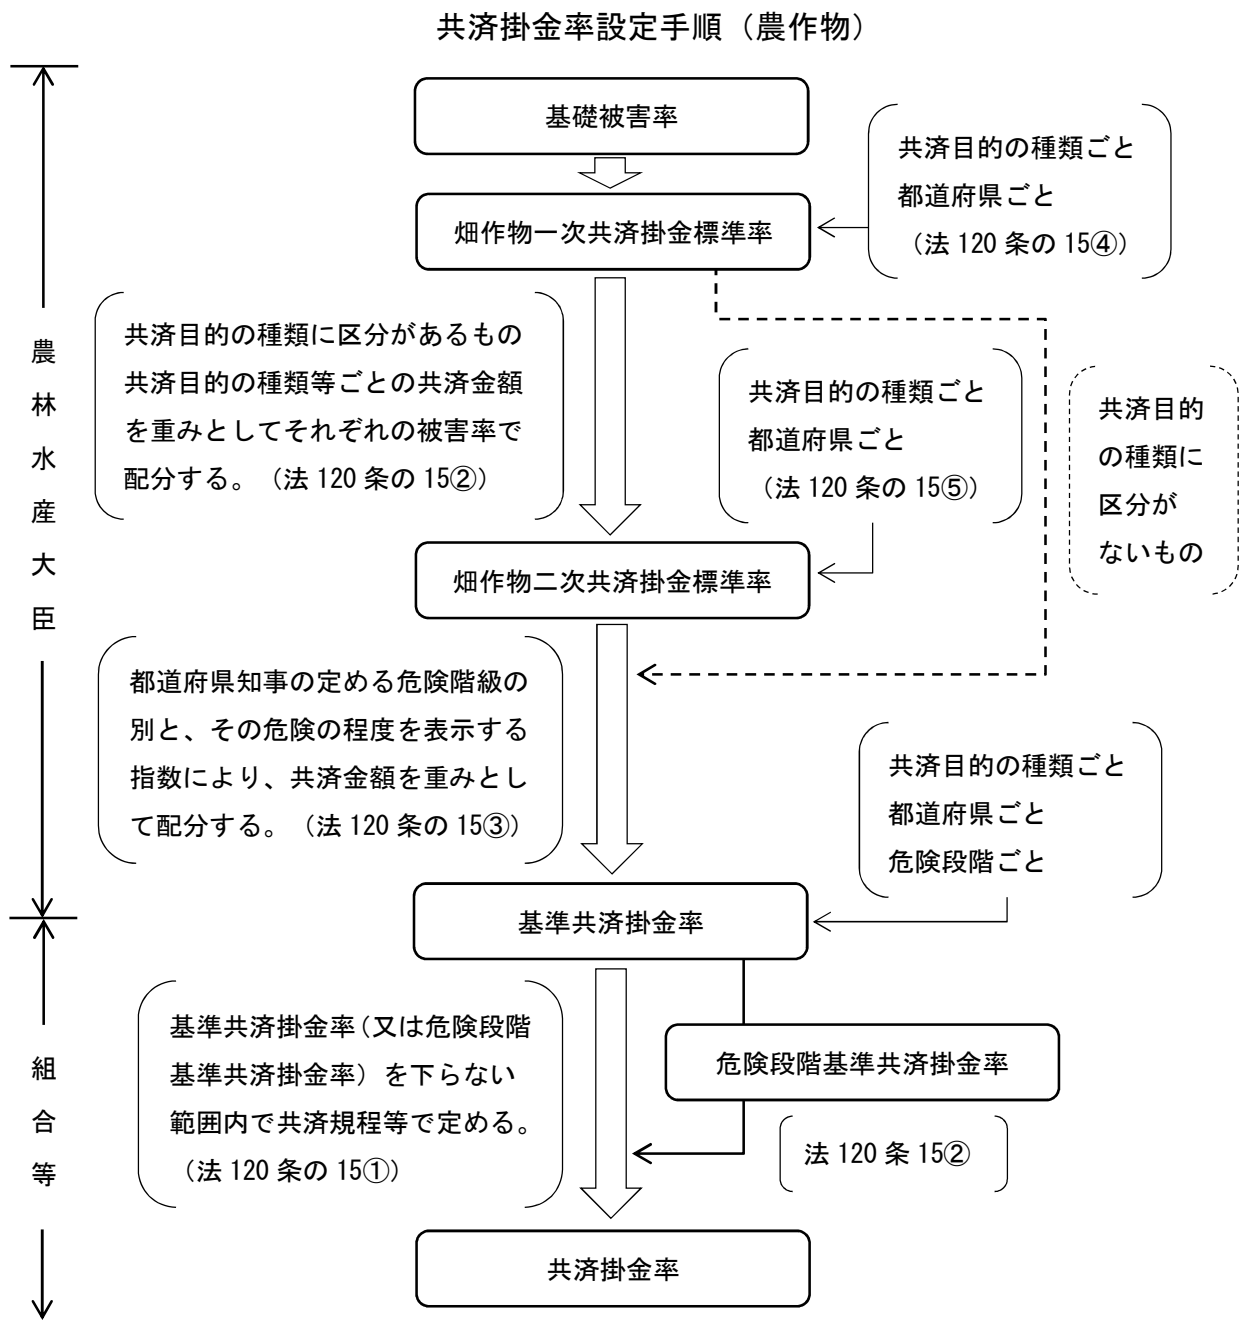 共済掛金率設定手順（農作物）
基礎被害率
共済目的の種類ごと
都道府県ごと
（法 120 条の 15④）
畑作物一次共済掛金標準率
共済目的の種類に区分があるもの
共済目的の種類等ごとの共済金額
を重みとしてそれぞれの被害率で
配分する。（法 120 条の 15②）
共済目的の種類ごと
都道府県ごと
（法 120 条の 15⑤）
共済目的
の種類に
区分が
ないもの
農林水産大臣
畑作物二次共済掛金標準率
都道府県知事の定める危険階級の
別と、その危険の程度を表示する
指数により、共済金額を重みとし
て配分する。（法 120 条の 15③）
共済目的の種類ごと
都道府県ごと
危険段階ごと
基準共済掛金率
基準共済掛金率（又は危険段階
基準共済掛金率）を下らない
範囲内で共済規程等で定める。
（法 120 条の 15①）
危険段階基準共済掛金率
法 120 条 15②
組合等
共済掛金率